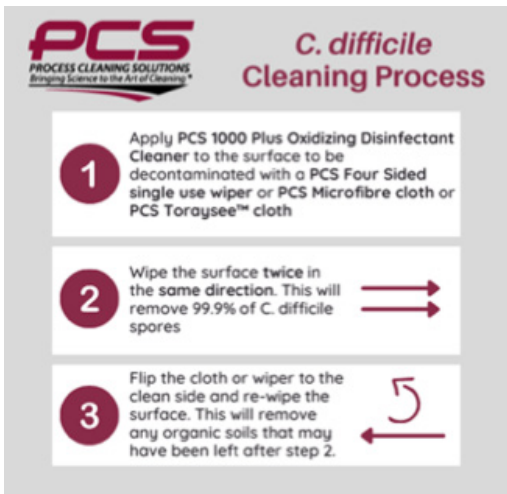 PCS
PROCESS CLEANING SOLUTIONS
Bringing Science to the Art of Cleaning®
C. difficile
Cleaning Process
1
Apply PCS 1000 Plus Oxidizing Disinfectant
Cleaner to the surface to be
decontaminated with a PCS Four Sided
single use wiper or PCS Microfibre cloth or
PCS Toraysee™ cloth
2
Wipe the surface twice in
the same direction. This will
remove 99.9% of C. difficile
spores
3
Flip the cloth or wiper to the
clean side and re-wipe the
surface. This will remove
any organic soils that may
have been left after step 2.